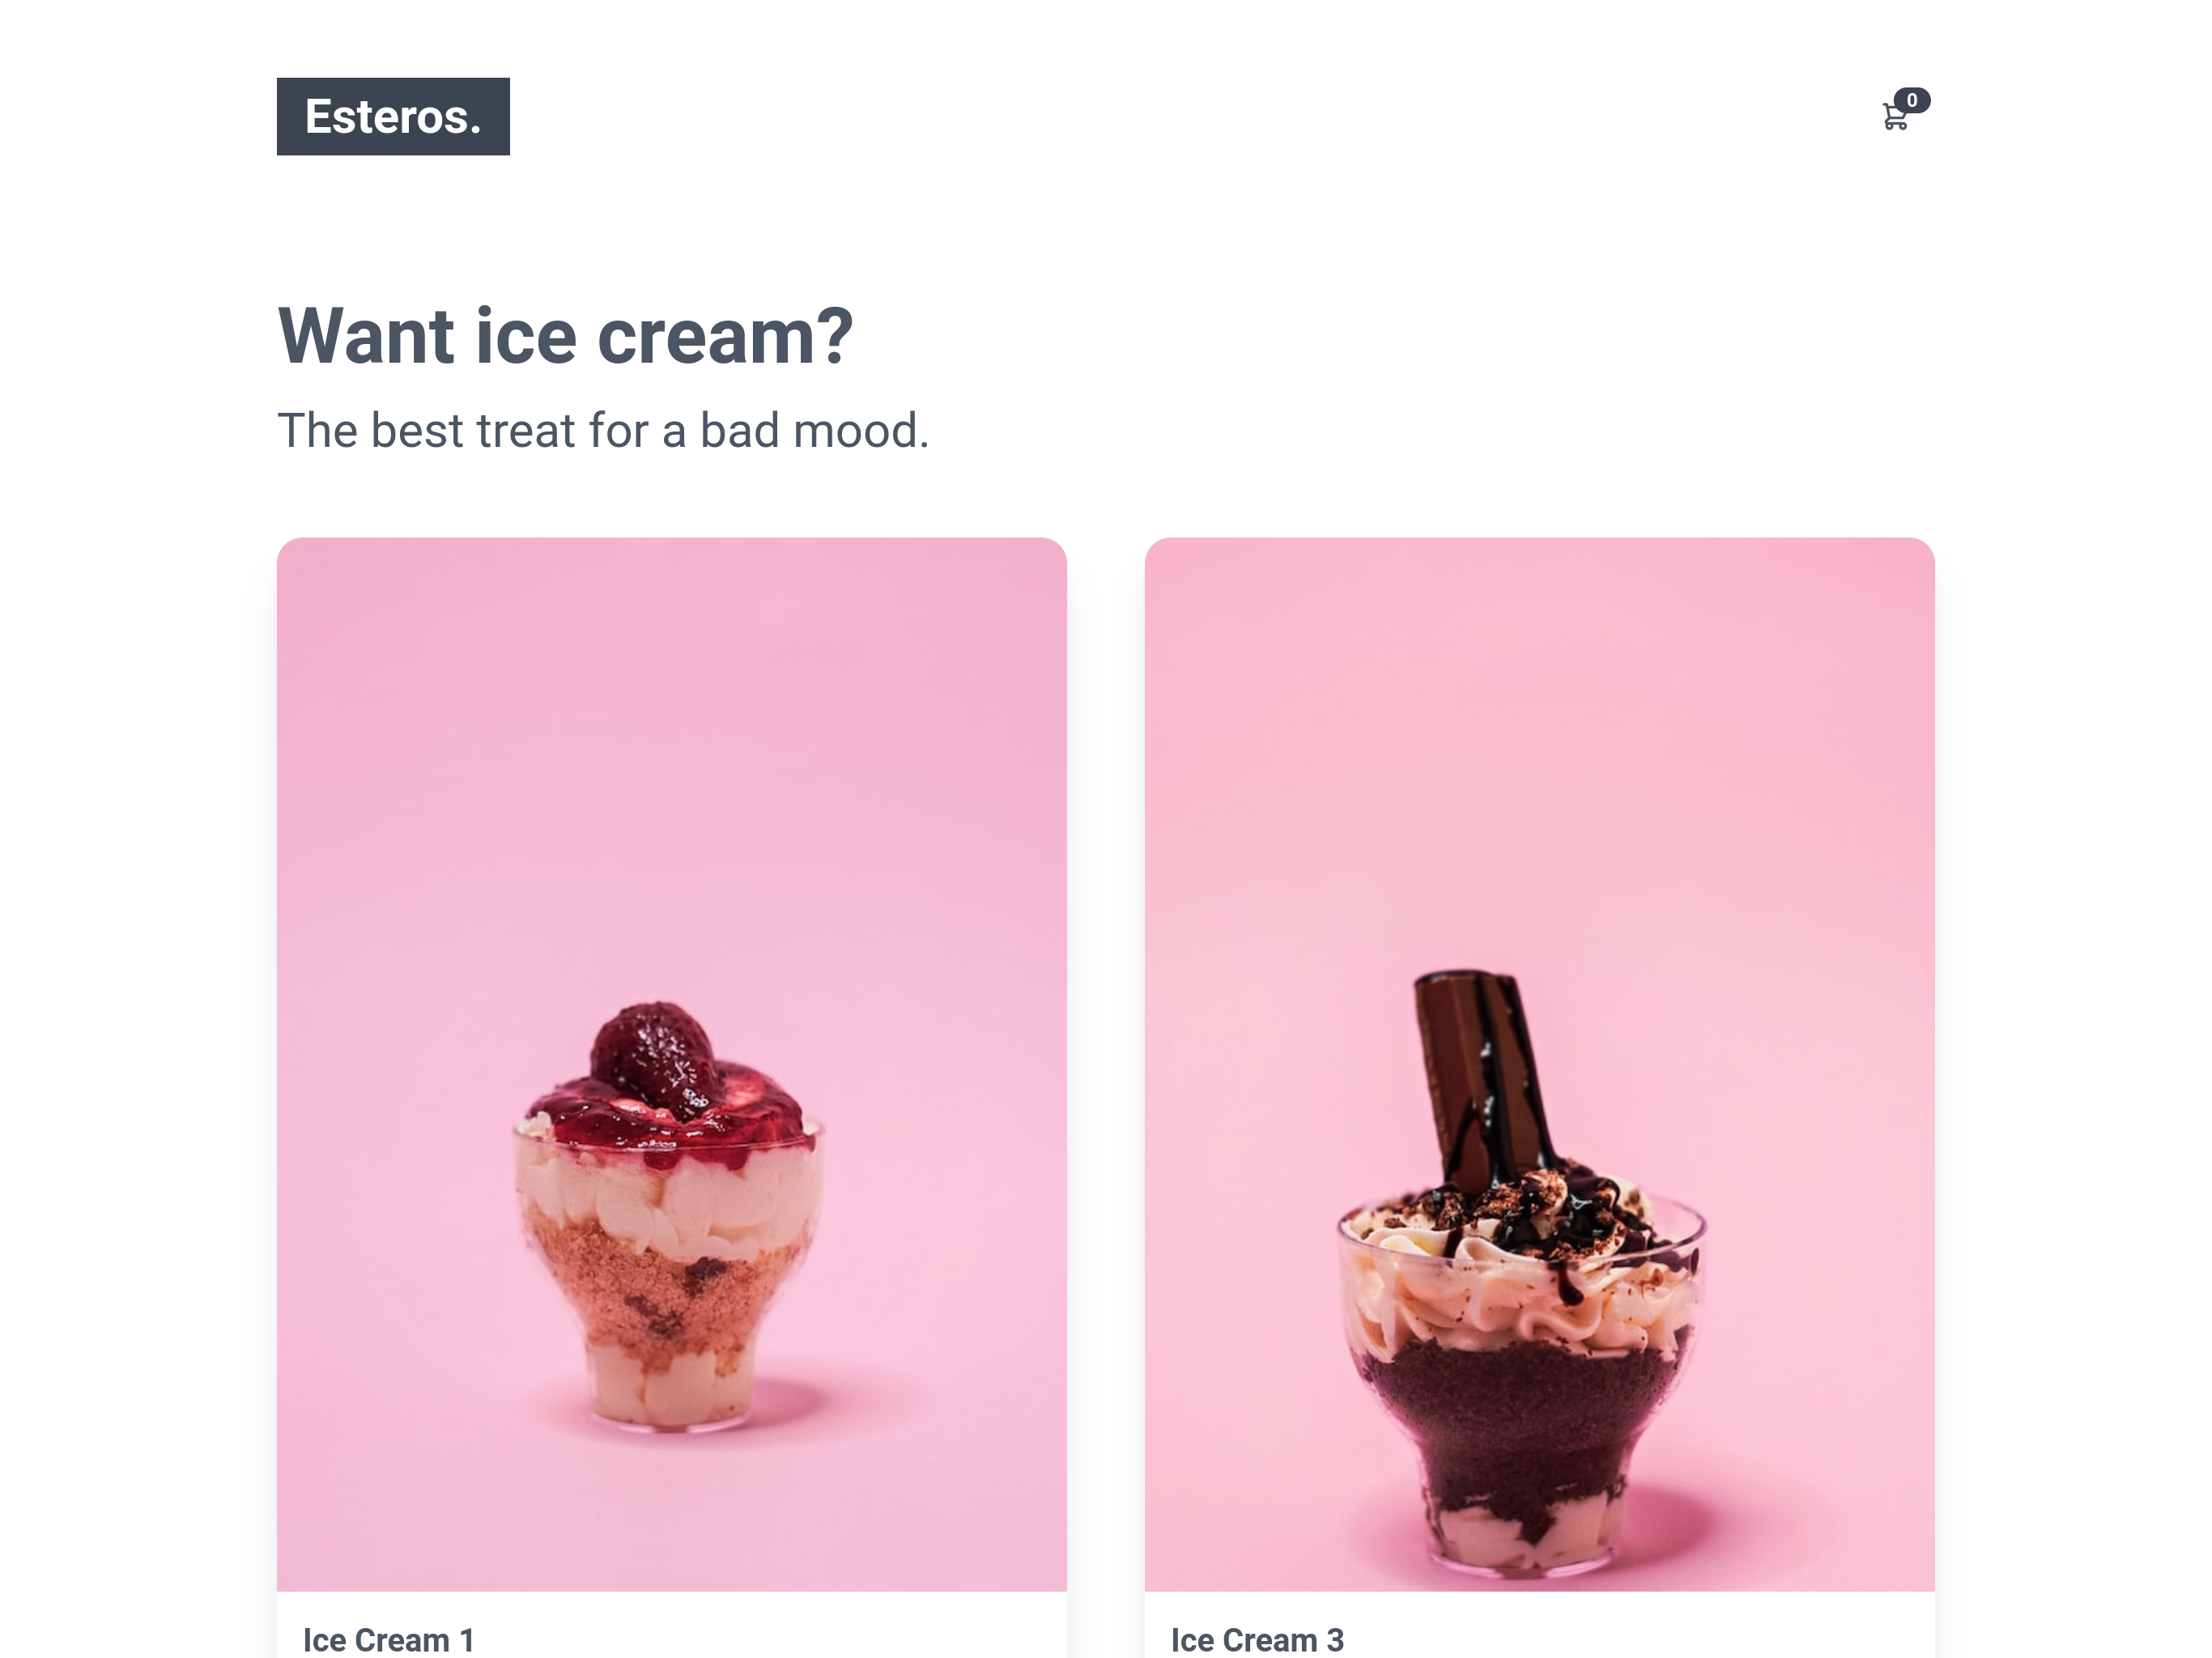 Esteros.
0
Want ice cream?
The best treat for a bad mood.
Ice Cream 1
Ice Cream 3